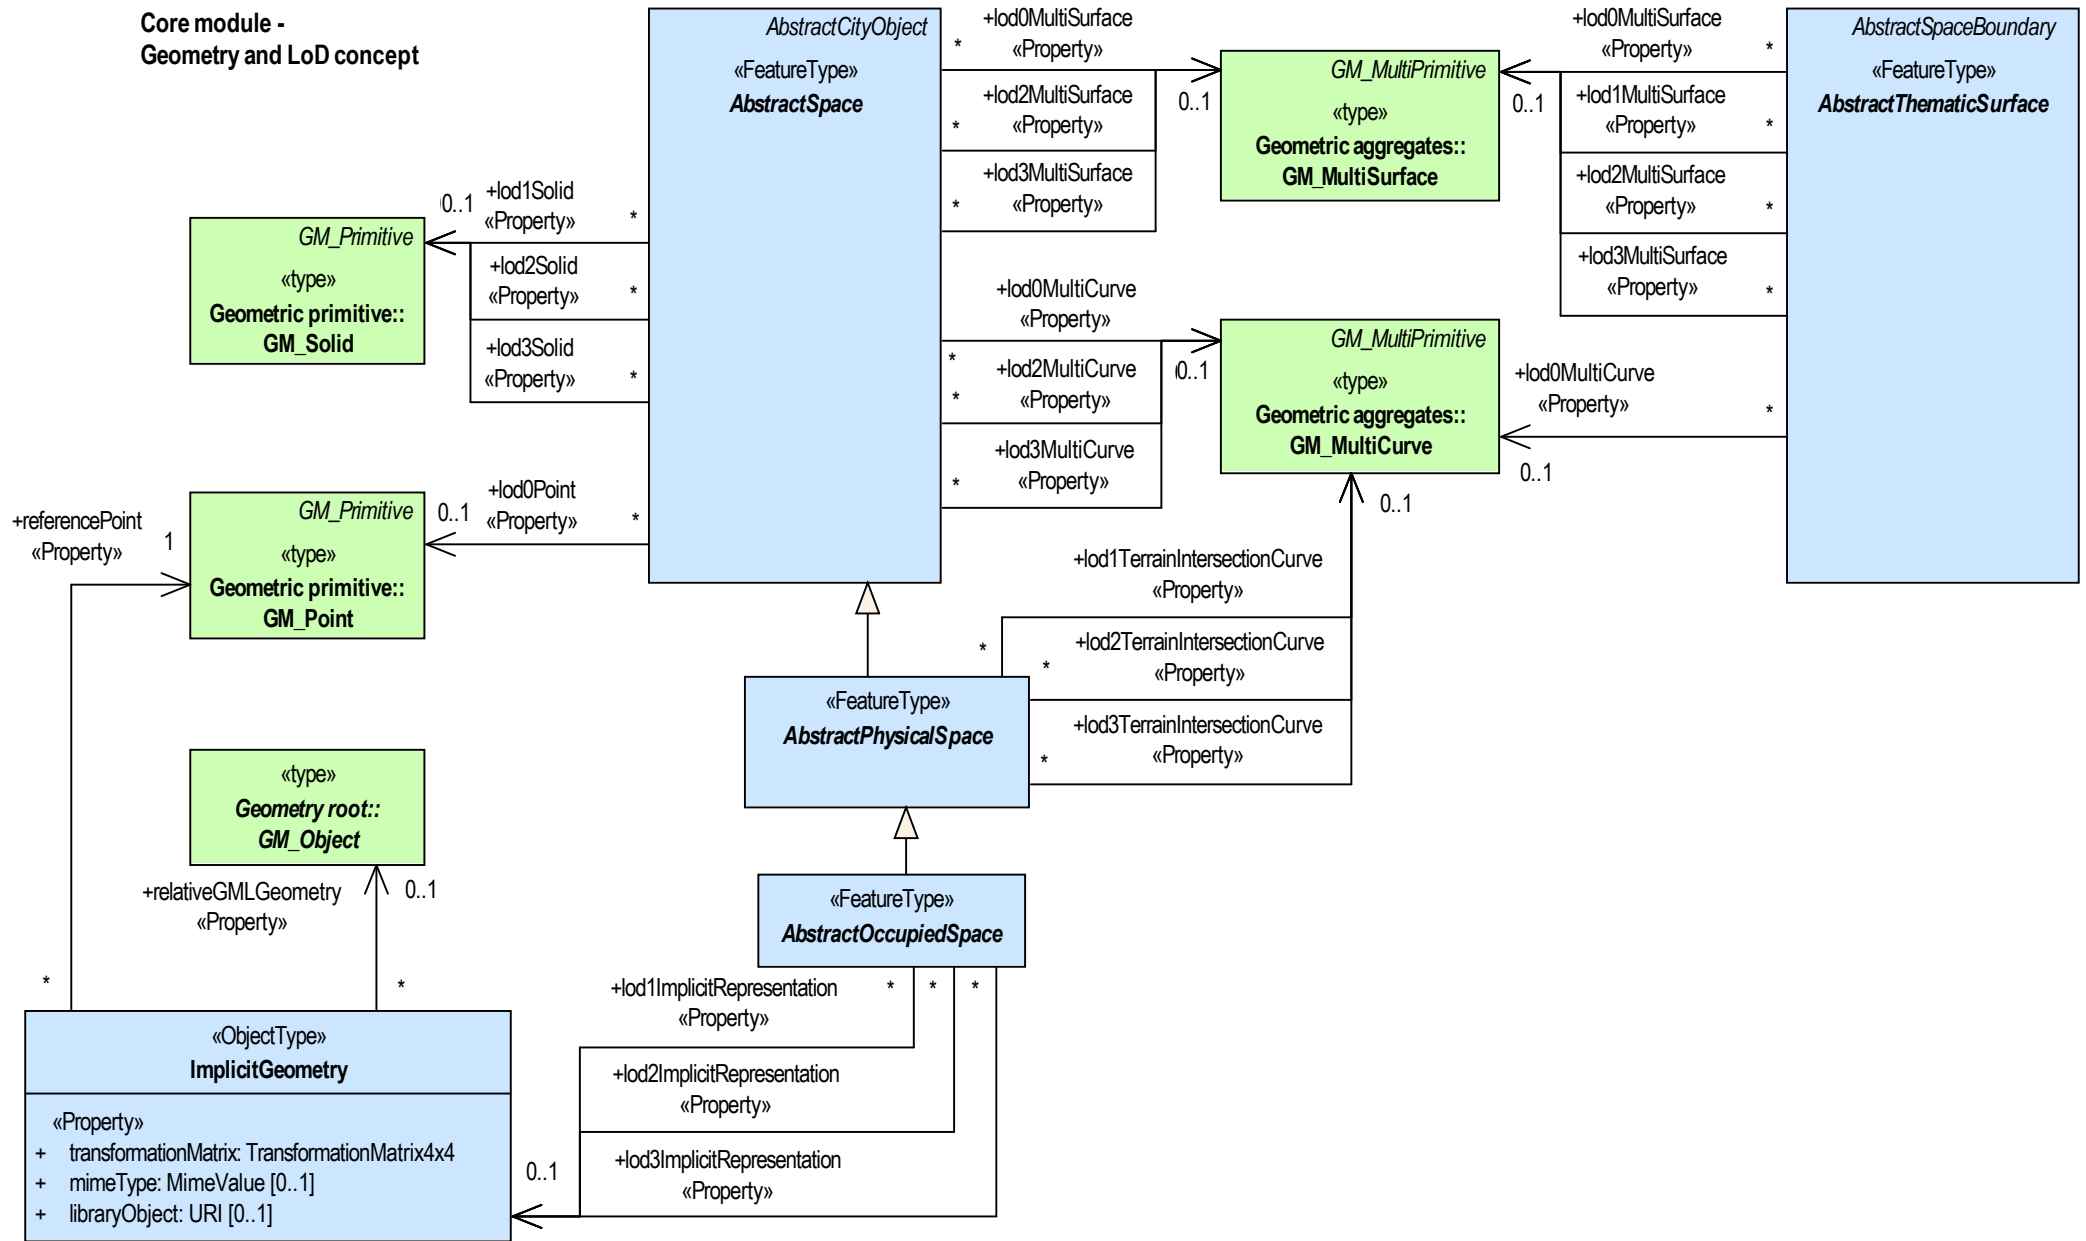 Core module -
Geometry and LoD concept
AbstractCityObject
«FeatureType»
AbstractSpace
+lod0MultiSurface
«Property»
*
+lod2MultiSurface
«Property»
*
+lod3MultiSurface
«Property»
*
0..1
GM_MultiPrimitive
«type»
Geometric aggregates::
GM_MultiSurface
+lod0MultiSurface
«Property»
*
0..1
+lod1MultiSurface
«Property»
*
+lod2MultiSurface
«Property»
*
+lod3MultiSurface
«Property»
*
AbstractSpaceBoundary
«FeatureType»
AbstractThematicSurface
GM_Primitive
«type»
Geometric primitive::
GM_Solid
0..1
+lod1Solid
«Property»
*
+lod2Solid
«Property»
*
+lod3Solid
«Property»
*
+lod0MultiCurve
«Property»
*
+lod2MultiCurve
«Property»
*
+lod3MultiCurve
«Property»
*
0..1
GM_MultiPrimitive
«type»
Geometric aggregates::
GM_MultiCurve
+lod0MultiCurve
«Property»
*
0..1
0..1
+referencePoint
«Property»
1
GM_Primitive
«type»
Geometric primitive::
GM_Point
0..1
+lod0Point
«Property»
*
+lod1TerrainIntersectionCurve
«Property»
*
+lod2TerrainIntersectionCurve
«Property»
*
+lod3TerrainIntersectionCurve
«Property»
*
«FeatureType»
AbstractPhysicalSpace
«type»
Geometry root::
GM_Object
+relativeGMLGeometry
«Property»
0..1
*
*
«FeatureType»
AbstractOccupiedSpace
+lod1ImplicitRepresentation
«Property»
* * *
+lod2ImplicitRepresentation
«Property»
+lod3ImplicitRepresentation
«Property»
0..1
«ObjectType»
ImplicitGeometry
«Property»
+ transformationMatrix: TransformationMatrix4x4
+ mimeType: MimeValue [0..1]
+ libraryObject: URI [0..1]